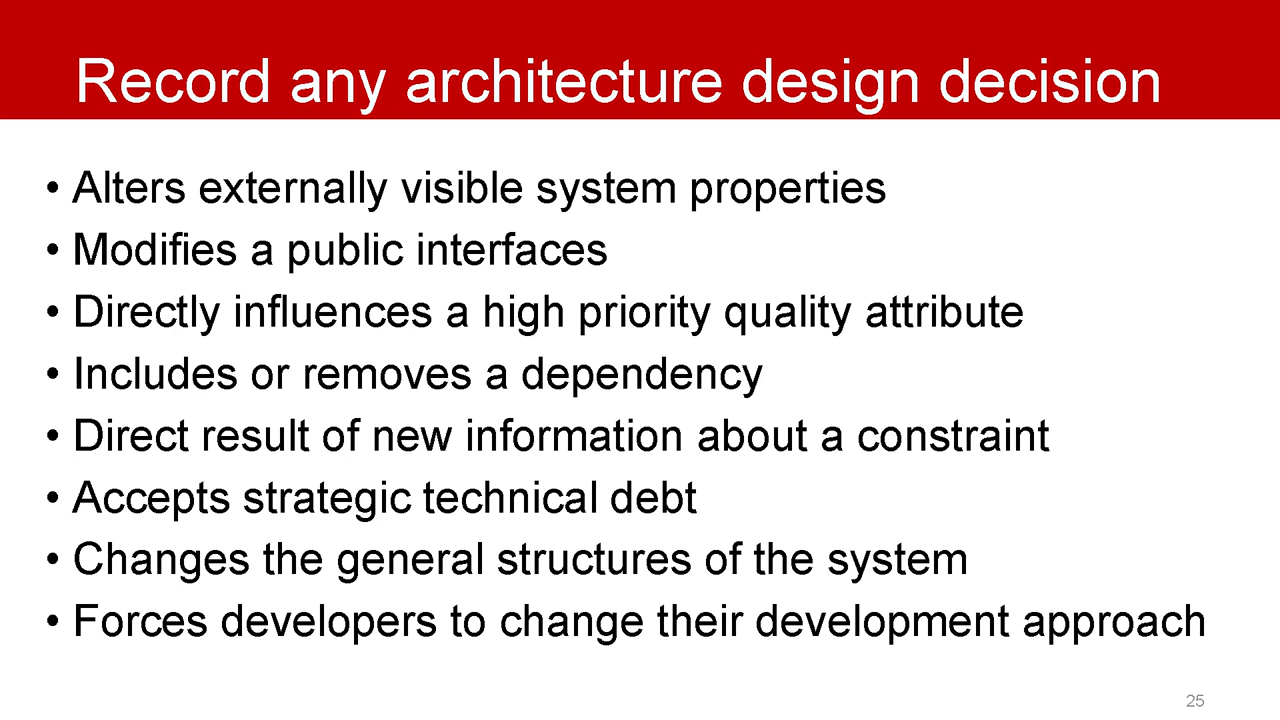 Record any architecture design decision
• Alters externally visible system properties
• Modifies a public interfaces
• Directly influences a high priority quality attribute
• Includes or removes a dependency
• Direct result of new information about a constraint
• Accepts strategic technical debt
• Changes the general structures of the system
• Forces developers to change their development approach
25